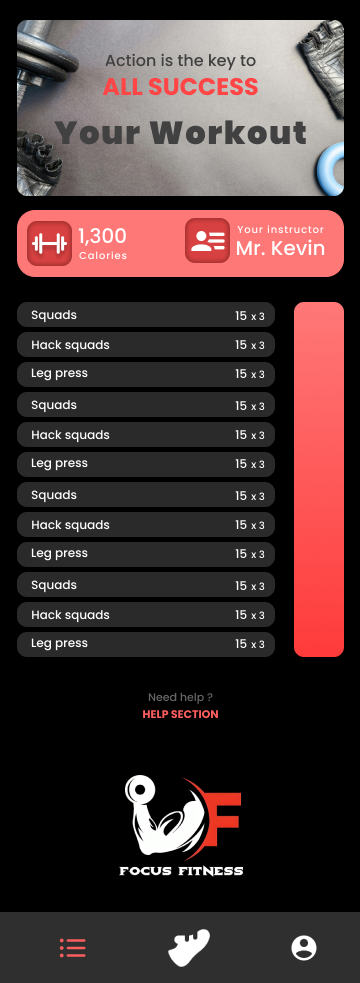 Action is the key to
ALL SUCCESS
Your Workout
1,300
Calories
Your instructor
Mr. Kevin
Squads 15 x 3
Hack squads 15 x 3
Leg press 15 x 3
Squads 15 x 3
Hack squads 15 x 3
Leg press 15 x 3
Squads 15 x 3
Hack squads 15 x 3
Leg press 15 x 3
Squads 15 x 3
Hack squads 15 x 3
Leg press 15 x 3
Need help ?
HELP SECTION
F
FOCUS FITNESS